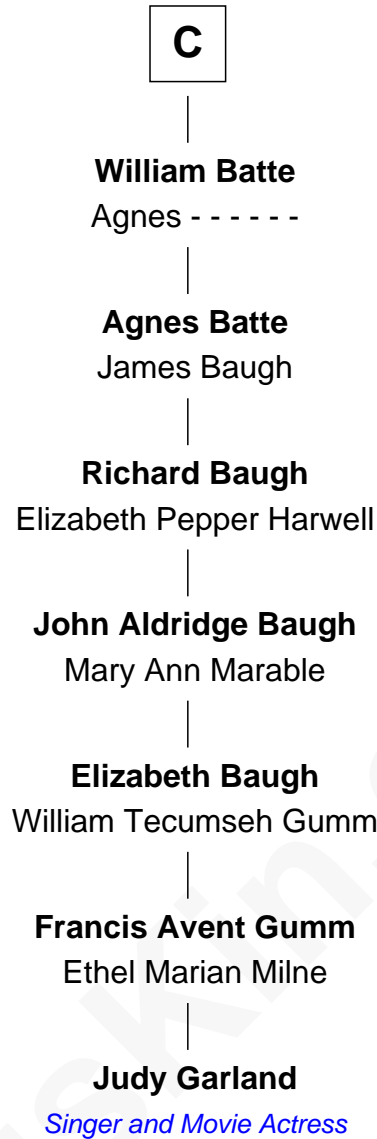 C
William Batte
Agnes - - - - - -
Agnes Batte
James Baugh
Richard Baugh
Elizabeth Pepper Harwell
John Aldridge Baugh
Mary Ann Marable
Elizabeth Baugh
William Tecumseh Gumm
Francis Avent Gumm
Ethel Marian Milne
Judy Garland
Singer and Movie Actress